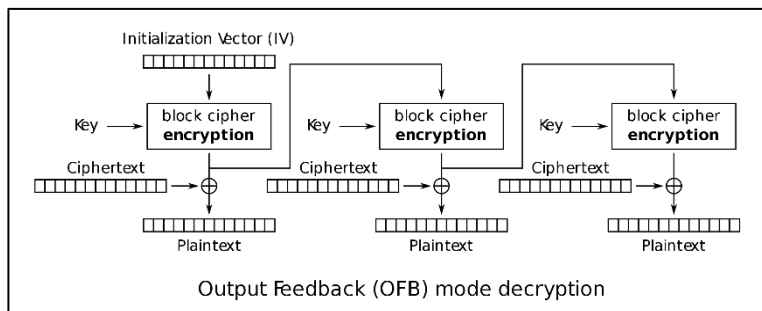 Initialization Vector (IV)
Key
block cipher
encryption
Key
block cipher
encryption
Key
block cipher
encryption
Ciphertext
Ciphertext
Ciphertext
Plaintext
Plaintext
Plaintext
Output Feedback (OFB) mode decryption